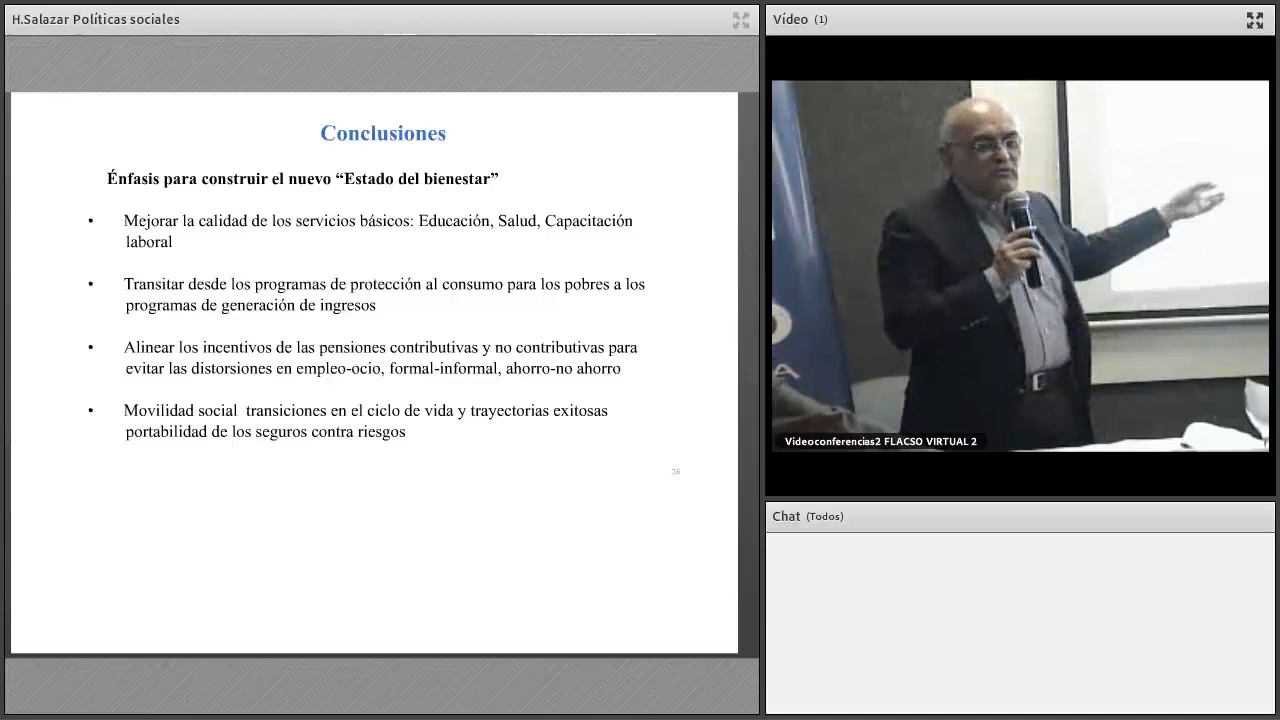 H.Salazar Políticas sociales
Conclusiones
Énfasis para construir el nuevo “Estado del bienestar”
• Mejorar la calidad de los servicios básicos: Educación, Salud, Capacitación
laboral
• Transitar desde los programas de protección al consumo para los pobres a los
programas de generación de ingresos
• Alinear los incentivos de las pensiones contributivas y no contributivas para
evitar las distorsiones en empleo-ocio, formal-informal, ahorro-no ahorro
• Movilidad social  transiciones en el ciclo de vida y trayectorias exitosas
portabilidad de los seguros contra riesgos
26
Vídeo (1)
Videoconferencias2 FLACSO VIRTUAL 2
Chat (Todos)